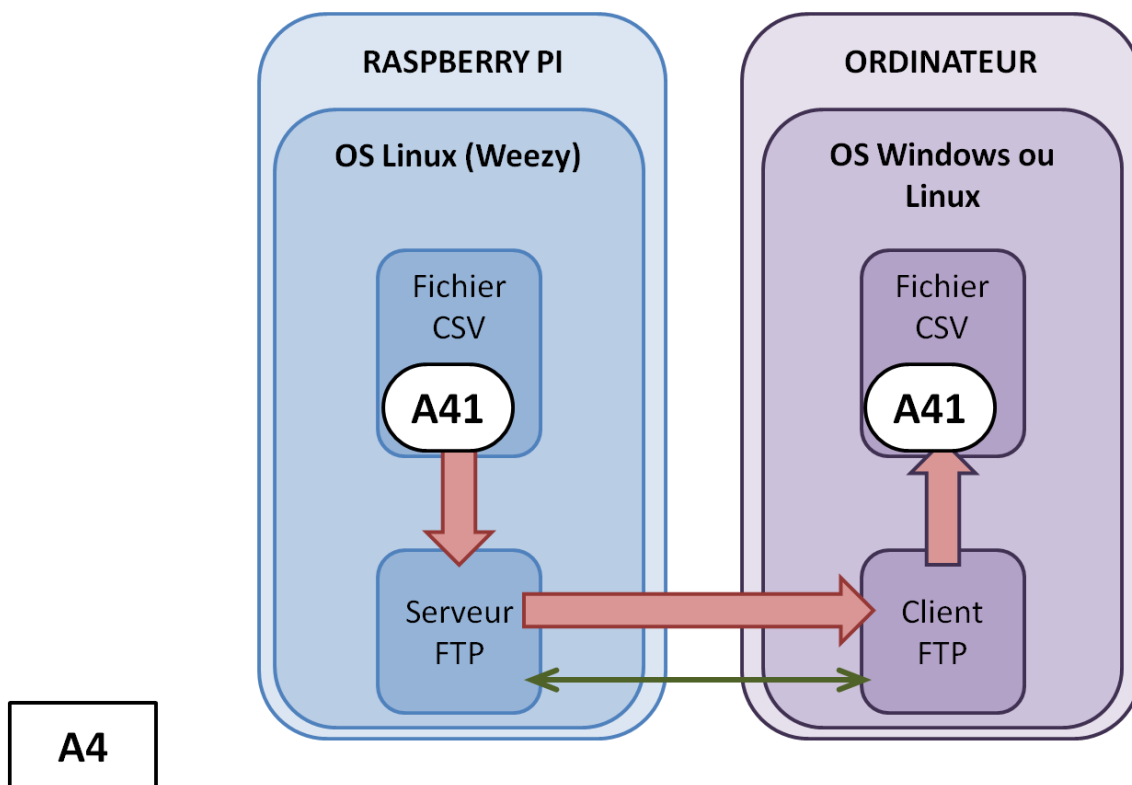 RASPBERRY PI
OS Linux (Weezy)
Fichier
CSV
A41
Serveur
FTP
ORDINATEUR
OS Windows ou
Linux
Fichier
CSV
A41
Client
FTP
A4